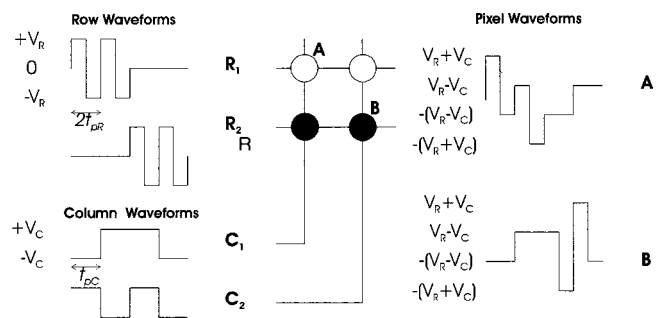 Row Waveforms
+V_R
0
-V_R
2t_pR
Column Waveforms
+V_C
-V_C
t_pC
R_1
R_2
R
C_1
C_2
A
B
Pixel Waveforms
V_R+V_C
V_R-V_C
-(V_R-V_C)
-(V_R+V_C)
A
V_R+V_C
V_R-V_C
-(V_R-V_C)
-(V_R+V_C)
B